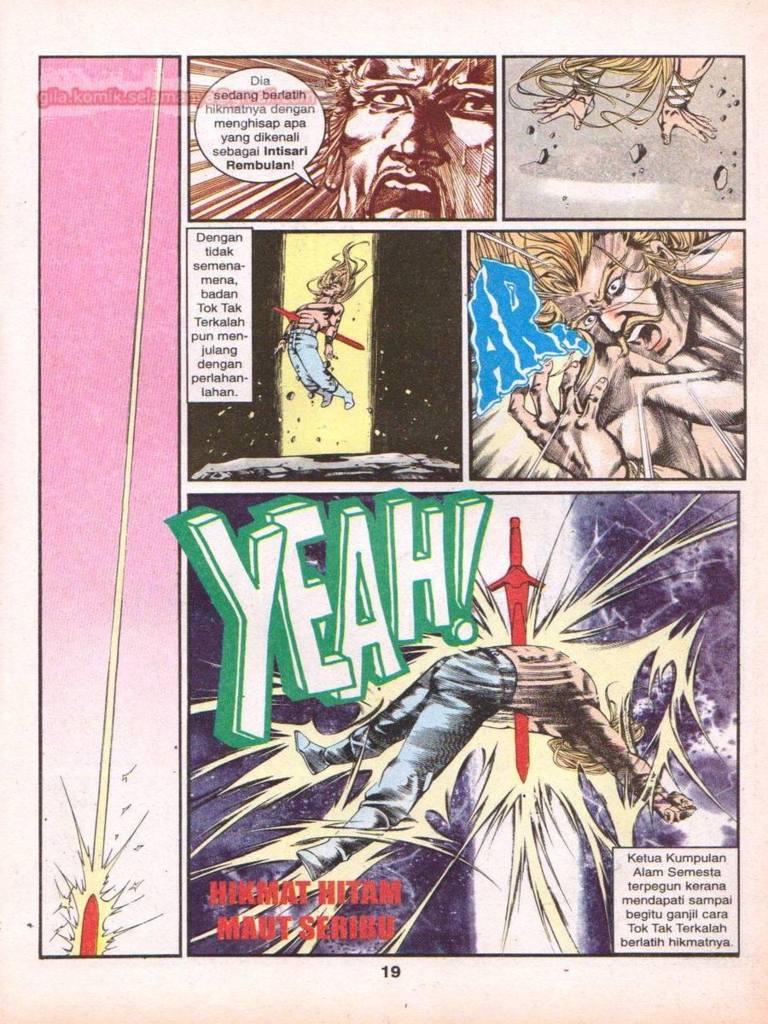 gila.komik.selama
Dia
sedang berlatih
hikmatnya dengan
menghisap apa
yang dikenali
sebagai Intisari
Rembulan!
Dengan
tidak
semena-
mena,
badan
Tok Tak
Terkalah
pun men-
julang
dengan
perlahan-
lahan.
AR
YEAH!
HIKMAT HITAM
MAUT SERIBU
Ketua Kumpulan
Alam Semesta
terpegun kerana
mendapati sampai
begitu ganjil cara
Tok Tak Terkalah
berlatih hikmatnya.
19